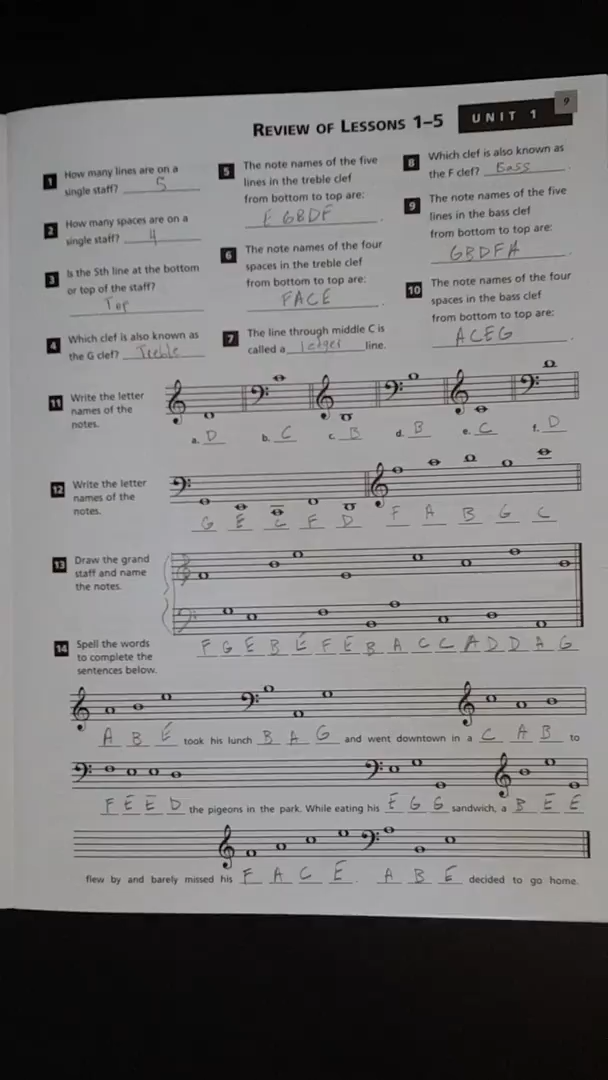 9
REVIEW OF LESSONS 1–5
UNIT 1
1 How many lines are on a
single staff? 5
2 How many spaces are on a
single staff? 4
3 Is the 5th line at the bottom
or top of the staff?
Top
4 Which clef is also known as
the G clef? Treble
5 The note names of the five
lines in the treble clef
from bottom to top are:
E GBDF.
6 The note names of the four
spaces in the treble clef
from bottom to top are:
FACE.
7 The line through middle C is
called a ledger line.
8 Which clef is also known as
the F clef? Bass.
9 The note names of the five
lines in the bass clef
from bottom to top are:
GBDFA.
10 The note names of the four
spaces in the bass clef
from bottom to top are:
ACEG.
11 Write the letter
names of the
notes.
a. D b. C c. B d. B e. C f. D
12 Write the letter
names of the
notes.
G E C F D F A B G C
13 Draw the grand
staff and name
the notes.
F G E B E F E B A C C A D D A G
14 Spell the words
to complete the
sentences below.
A B E took his lunch B A G and went downtown in a C A B to
F E E D the pigeons in the park. While eating his E G G sandwich, a B E E
flew by and barely missed his F A C E. A B E decided to go home.